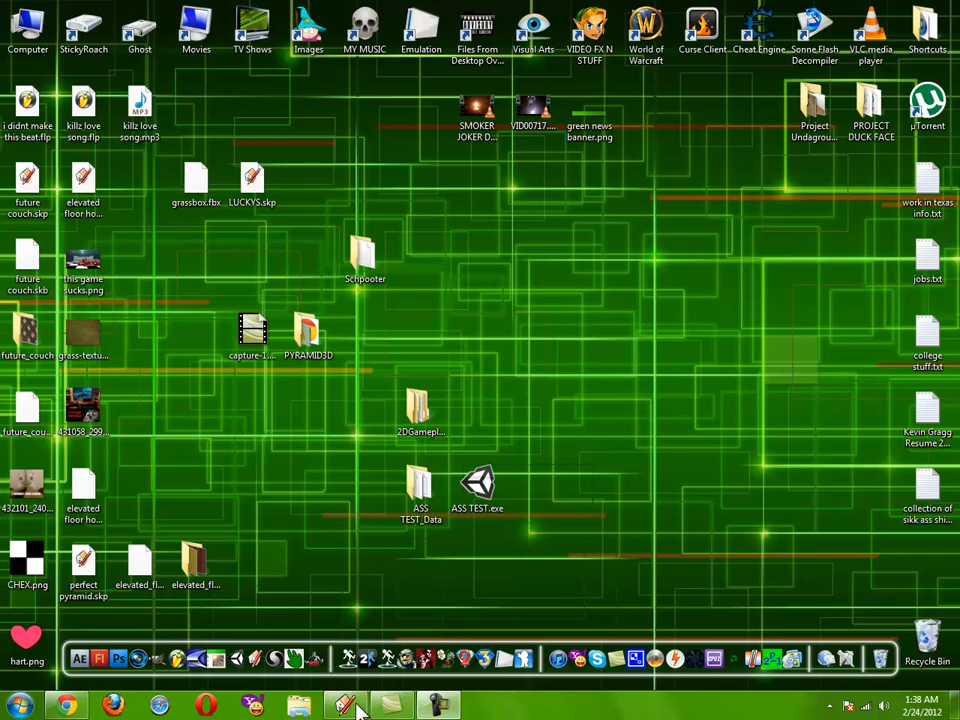 Computer
StickyRoach
Ghost
Movies
TV Shows
Images
MY MUSIC
Emulation
Files From
Desktop Ov...
Visual Arts
VIDEO FX N
STUFF
World of
Warcraft
Curse Client
Cheat Engine
Sonne Flash
Decompiler
VLC media
player
Shortcuts
i didnt make
this beat.flp
killz love
song.flp
MP3
killz love
song.mp3
SMOKER
JOKER D...
VID00717....
green news
banner.png
Project
Undagrou...
PROJECT
DUCK FACE
µTorrent
future
couch.skp
elevated
floor ho...
grassbox.fbx
LUCKYS.skp
work in texas
info.txt
future
couch.skb
this game
sucks.png
Schpooter
jobs.txt
future_couch
grass-textu...
capture-1....
PYRAMID3D
college
stuff.txt
_future_cou...
431058_299...
2DGamepl...
Kevin Gragg
Resume 2...
432101_240...
elevated
floor ho...
ASS
TEST_Data
ASS TEST.exe
collection of
sikk ass shi...
CHEX.png
perfect
pyramid.skp
elevated_fl...
elevated_fl...
hart.png
AE Fl Ps
Recycle Bin
1:38 AM
2/24/2012